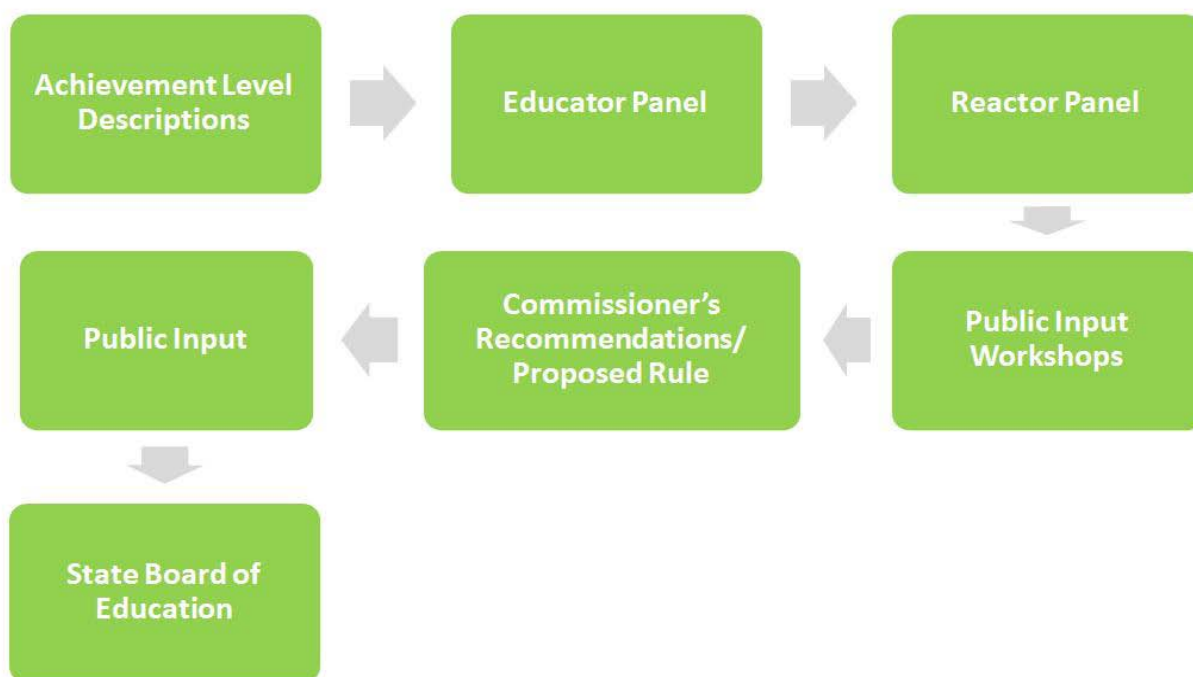 Achievement Level
Descriptions
Educator Panel
Reactor Panel
Public Input
Workshops
Commissioner's
Recommendations/
Proposed Rule
Public Input
State Board of
Education